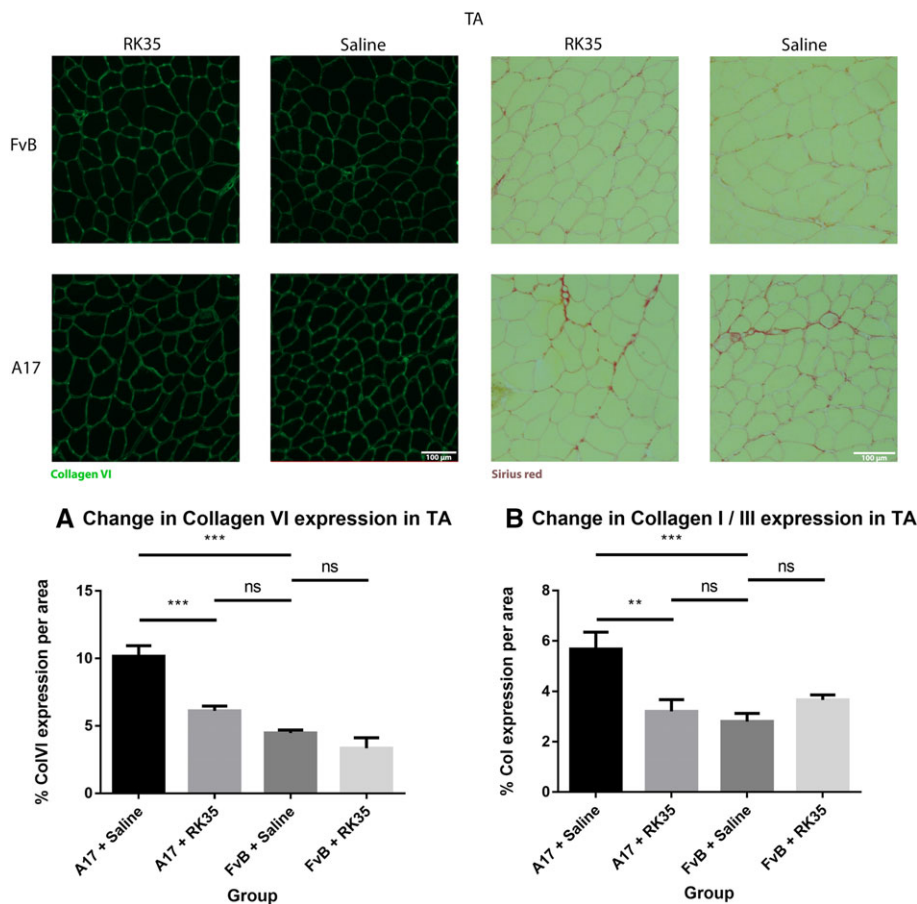 TA
RK35 Saline RK35 Saline
FvB
A17
100 µm 100 µm
Collagen VI Sirius red
A Change in Collagen VI expression in TA
***
ns
ns
***
15
10
5
0
% ColVI expression per area
A17 + Saline
A17 + RK35
FvB + Saline
FvB + RK35
Group
B Change in Collagen I / III expression in TA
***
ns
ns
**
8
6
4
2
0
% Col expression per area
A17 + Saline
A17 + RK35
FvB + Saline
FvB + RK35
Group